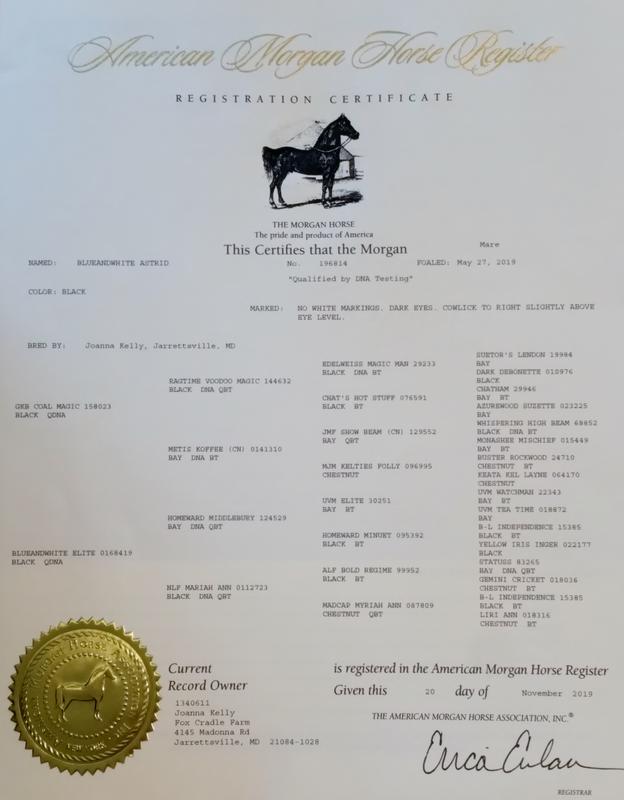 American Morgan Horse Register
REGISTRATION CERTIFICATE
THE MORGAN HORSE
The pride and product of America
This Certifies that the Morgan Mare
NAMED: BLUEANDWHITE ASTRID No. 196814 FOALED: May 27, 2019
"Qualified by DNA Testing"
COLOR: BLACK
MARKED: NO WHITE MARKINGS. DARK EYES. COWLICK TO RIGHT SLIGHTLY ABOVE
EYE LEVEL.
BRED BY: Joanna Kelly, Jarrettsville, MD
GKB COAL MAGIC 158023
BLACK QDNA
BLUEANDWHITE ELITE 0168419
BLACK QDNA
RAGTIME VOODOO MAGIC 144632
BLACK DNA QBT
METIS KOFFEE (CN) 0141310
BAY DNA BT
HOMEWARD MIDDLEBURY 124529
BAY DNA QBT
NLF MARIAH ANN 0112723
BLACK DNA QBT
EDELWEISS MAGIC MAN 29233
BLACK DNA BT
CHAT'S HOT STUFF 076591
BLACK BT
JMF SHOW BEAM (CN) 129552
BAY QBT
MJM KELTIES FOLLY 096995
CHESTNUT
UVM ELITE 30251
BAY BT
HOMEWARD MINUET 095392
BLACK BT
ALF BOLD REGIME 99952
BLACK BT
MADCAP MYRIAH ANN 087809
CHESTNUT QBT
SUETOR'S LENDON 19984
BAY
DARK DEBONETTE 010976
BLACK
CHATHAM 29946
BAY BT
AZUREWOOD SUZETTE 023225
BAY
WHISPERING HIGH BEAM 68852
BLACK DNA BT
MONASHEE MISCHIEF 015449
BAY BT
BUSTER ROCKWOOD 24710
CHESTNUT BT
KEATA KEL LAYNE 064170
CHESTNUT
UVM WATCHMAN 22343
BAY BT
UVM TEA TIME 018872
BAY
B-L INDEPENDENCE 15385
BLACK BT
YELLOW IRIS INGER 022177
BLACK
STATUSS 83265
BAY DNA QBT
GEMINI CRICKET 018036
CHESTNUT BT
B-L INDEPENDENCE 15385
BLACK BT
LIRI ANN 018316
CHESTNUT BT
Current
Record Owner
1340611
Joanna Kelly
Fox Cradle Farm
4145 Madonna Rd
Jarrettsville, MD 21084-1028
is registered in the American Morgan Horse Register
Given this 20 day of November 2019
THE AMERICAN MORGAN HORSE ASSOCIATION, INC.®
REGISTRAR